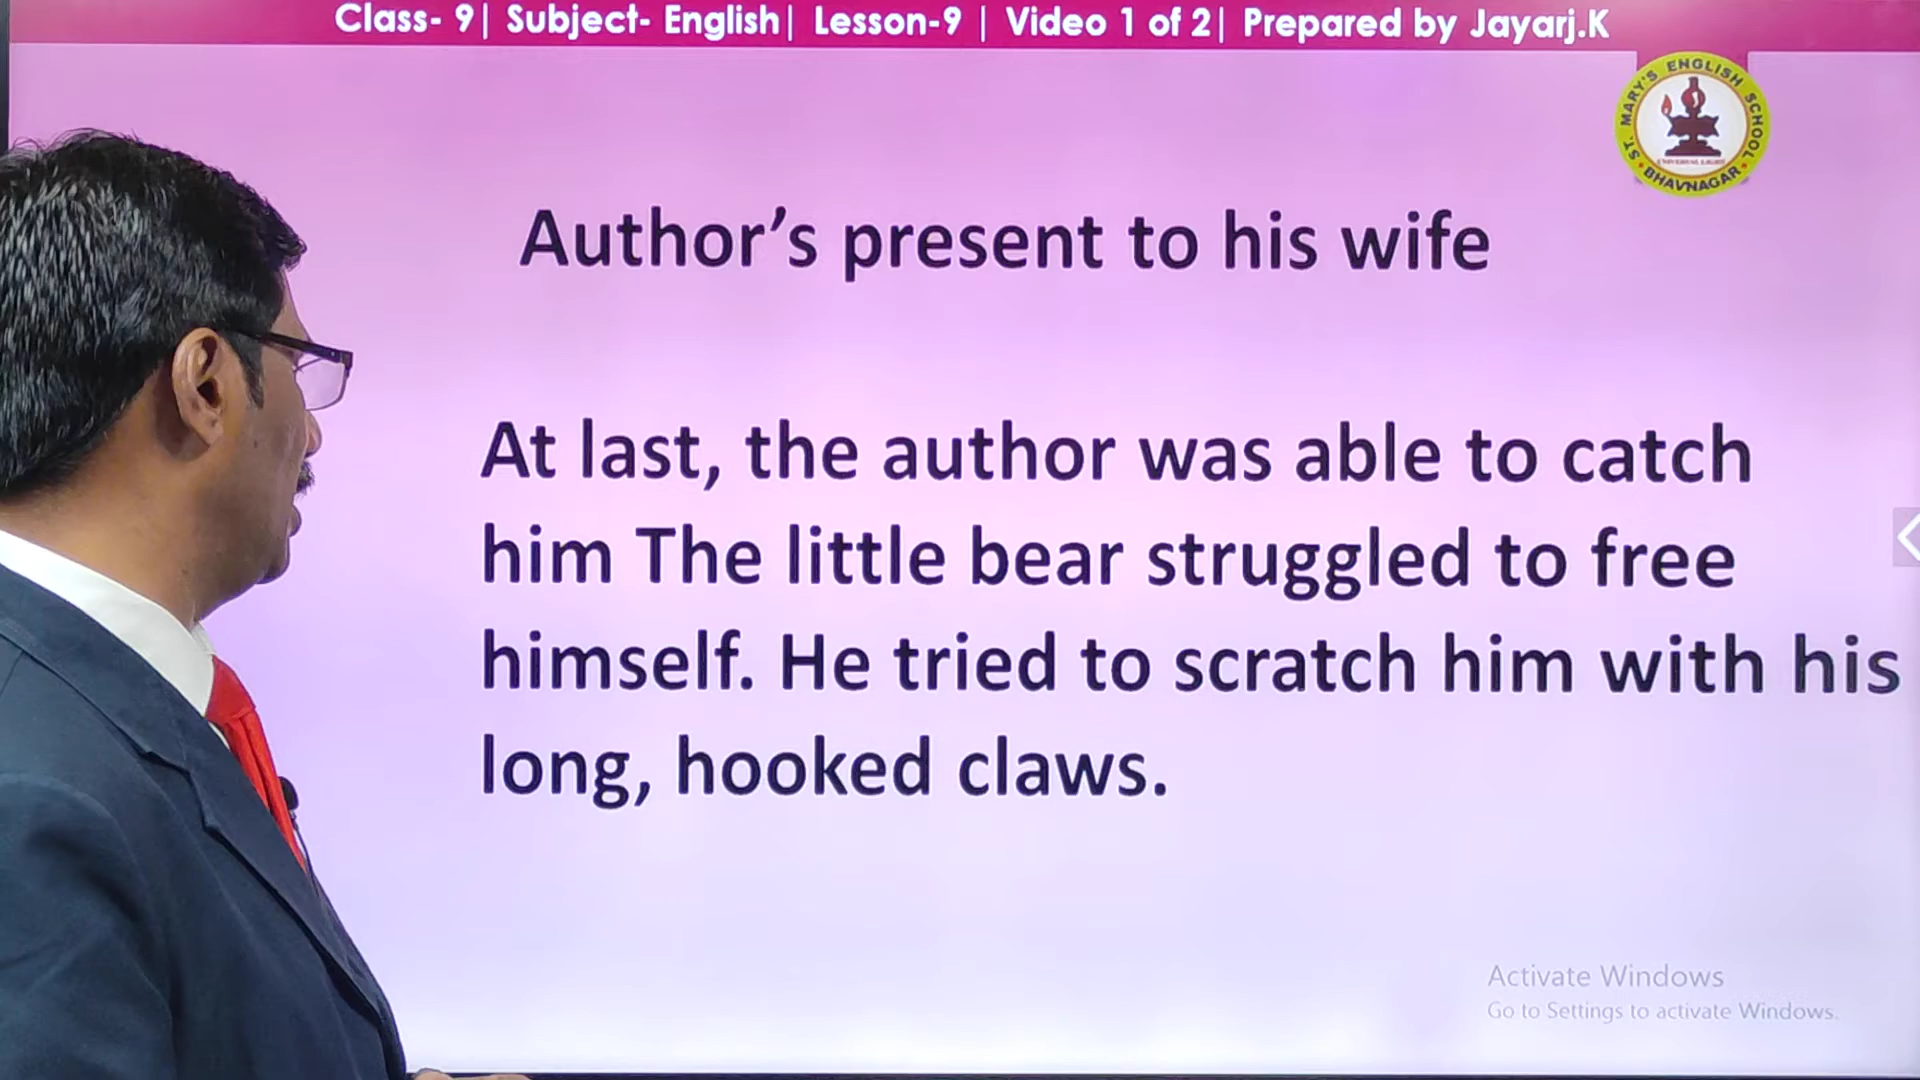 Class- 9| Subject- English| Lesson-9 | Video 1 of 2| Prepared by Jayarj.K
ST. MARY'S ENGLISH SCHOOL
BHAVNAGAR
Author’s present to his wife
At last, the author was able to catch
him The little bear struggled to free
himself. He tried to scratch him with his
long, hooked claws.
Activate Windows
Go to Settings to activate Windows.